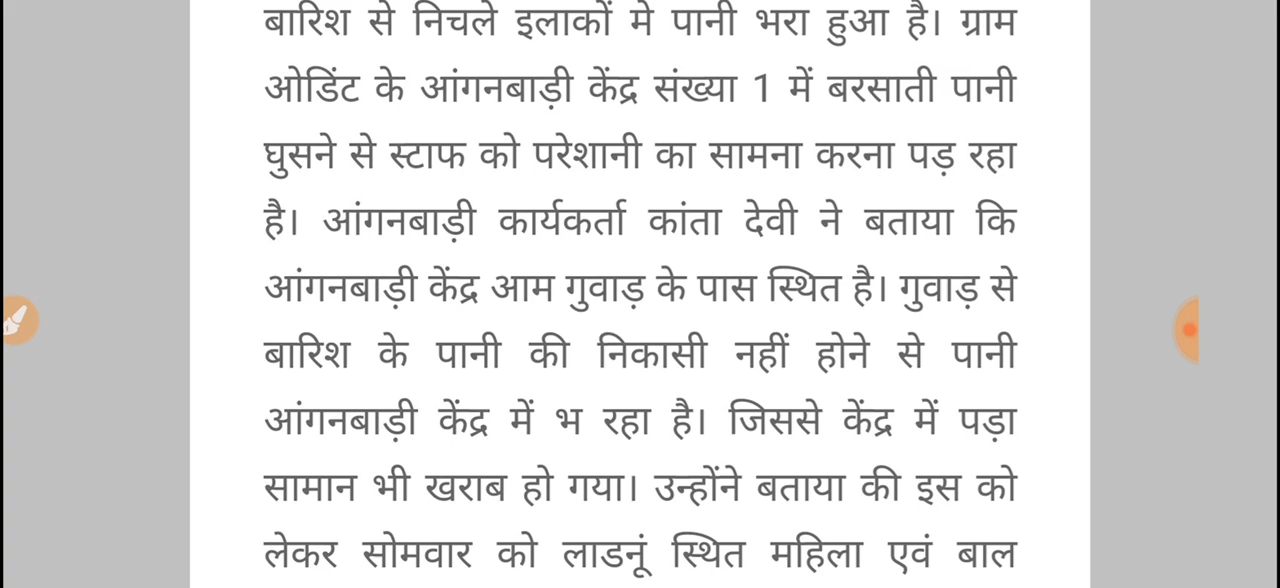 बारिश से निचले इलाकों मे पानी भरा हुआ है। ग्राम
ओडिंट के आंगनबाड़ी केंद्र संख्या 1 में बरसाती पानी
घुसने से स्टाफ को परेशानी का सामना करना पड़ रहा
है। आंगनबाड़ी कार्यकर्ता कांता देवी ने बताया कि
आंगनबाड़ी केंद्र आम गुवाड़ के पास स्थित है। गुवाड़ से
बारिश के पानी की निकासी नहीं होने से पानी
आंगनबाड़ी केंद्र में भ रहा है। जिससे केंद्र में पड़ा
सामान भी खराब हो गया। उन्होंने बताया की इस को
लेकर सोमवार को लाडनूं स्थित महिला एवं बाल